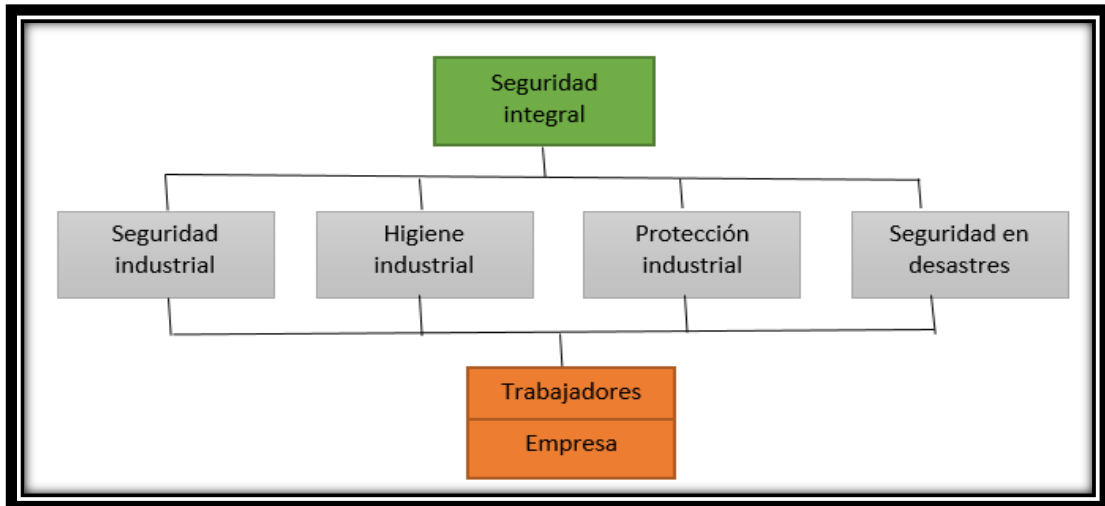 Seguridad
integral
Seguridad
industrial
Higiene
industrial
Protección
industrial
Seguridad en
desastres
Trabajadores
Empresa